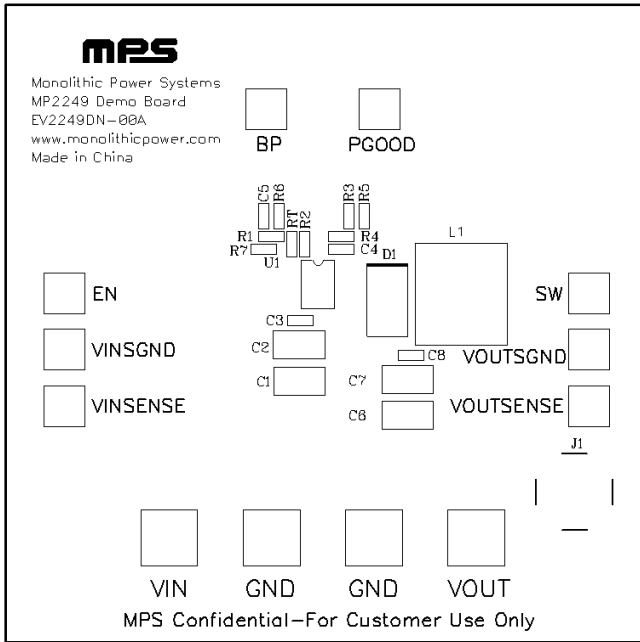 mps
Monolithic Power Systems
MP2249 Demo Board
EV2249DN-00A
www.monolithicpower.com
Made in China
BP
PGOOD
C5
R6
RT
R2
R3
R5
R1
R7
U1
R4
C4
D1
L1
EN
SW
C3
VINSGND
C2
C8
VOUTSGND
C1
C7
VINSENSE
C6
VOUTSENSE
J1
VIN
GND
GND
VOUT
MPS Confidential-For Customer Use Only